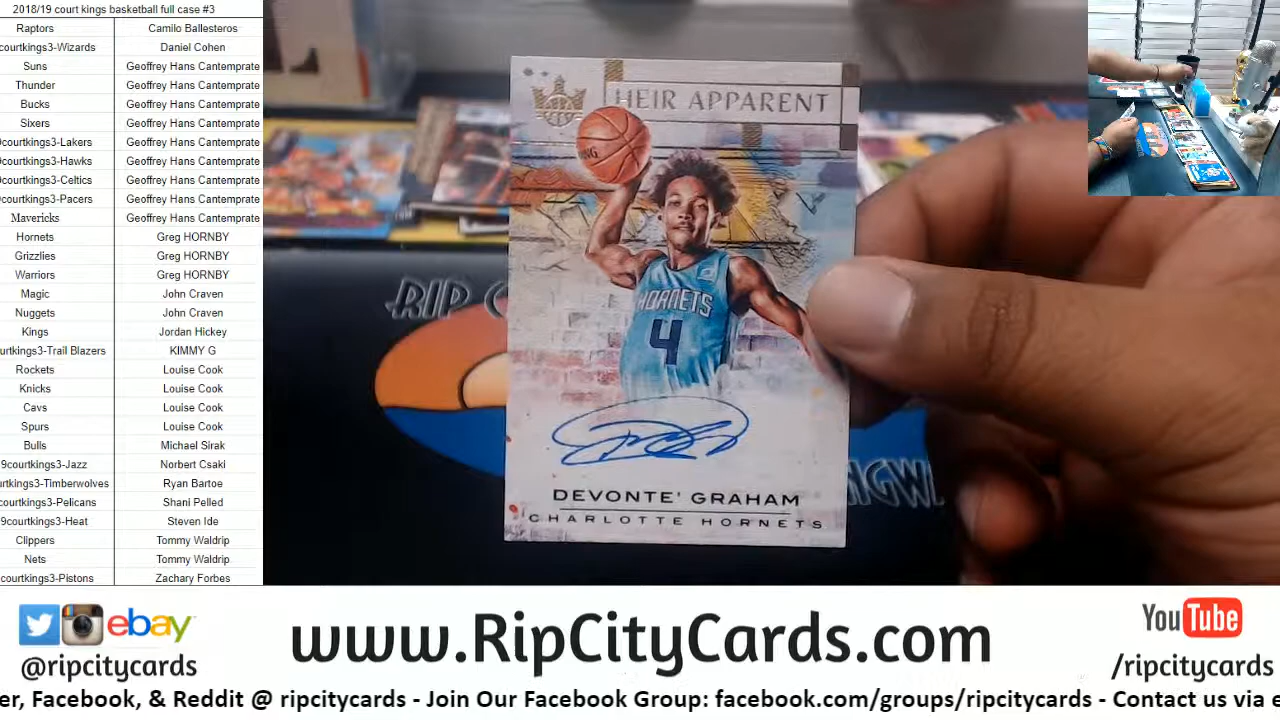 2018/19 court kings basketball full case #3
Raptors Camilo Ballesteros
courtkings3-Wizards Daniel Cohen
Suns Geoffrey Hans Cantemprate
Thunder Geoffrey Hans Cantemprate
Bucks Geoffrey Hans Cantemprate
Sixers Geoffrey Hans Cantemprate
9courtkings3-Lakers Geoffrey Hans Cantemprate
9courtkings3-Hawks Geoffrey Hans Cantemprate
9courtkings3-Celtics Geoffrey Hans Cantemprate
courtkings3-Pacers Geoffrey Hans Cantemprate
Mavericks Geoffrey Hans Cantemprate
Hornets Greg HORNBY
Grizzlies Greg HORNBY
Warriors Greg HORNBY
Magic John Craven
Nuggets John Craven
Kings Jordan Hickey
urtkings3-Trail Blazers KIMMY G
Rockets Louise Cook
Knicks Louise Cook
Cavs Louise Cook
Spurs Louise Cook
Bulls Michael Sirak
9courtkings3-Jazz Norbert Csaki
urtkings3-Timberwolves Ryan Bartoe
courtkings3-Pelicans Shani Pelled
9courtkings3-Heat Steven Ide
Clippers Tommy Waldrip
Nets Tommy Waldrip
courtkings3-Pistons Zachary Forbes
HEIR APPARENT
HORNETS
4
DEVONTE' GRAHAM
CHARLOTTE HORNETS
RIP
ebay
@ripcitycards
www.RipCityCards.com
YouTube
/ripcitycards
er, Facebook, & Reddit @ ripcitycards - Join Our Facebook Group: facebook.com/groups/ripcitycards - Contact us via e